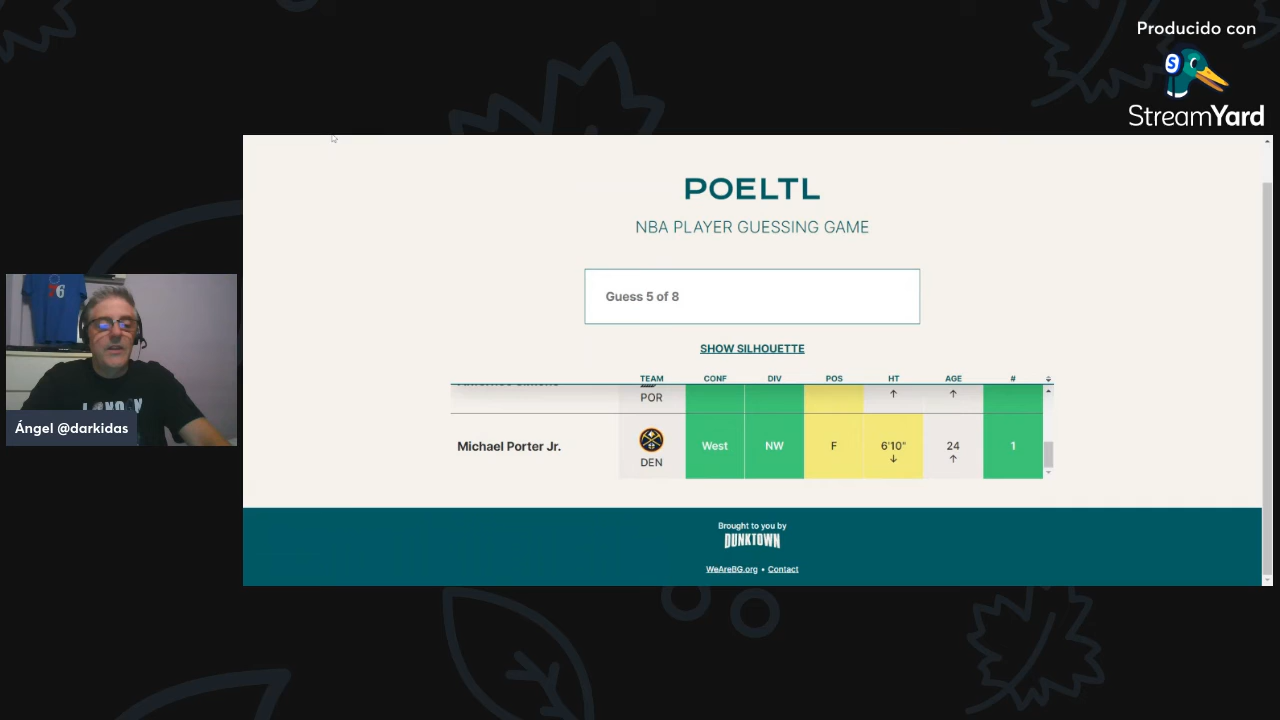 Producido con
StreamYard
POELTL
NBA PLAYER GUESSING GAME
Guess 5 of 8
SHOW SILHOUETTE
TEAM CONF DIV POS HT AGE #
POR ↑ ↑
Michael Porter Jr. DEN West NW F 6'10" ↓ 24 ↑ 1
76
Ángel @darkidas
Brought to you by
DUNKTOWN
WeAreBG.org • Contact